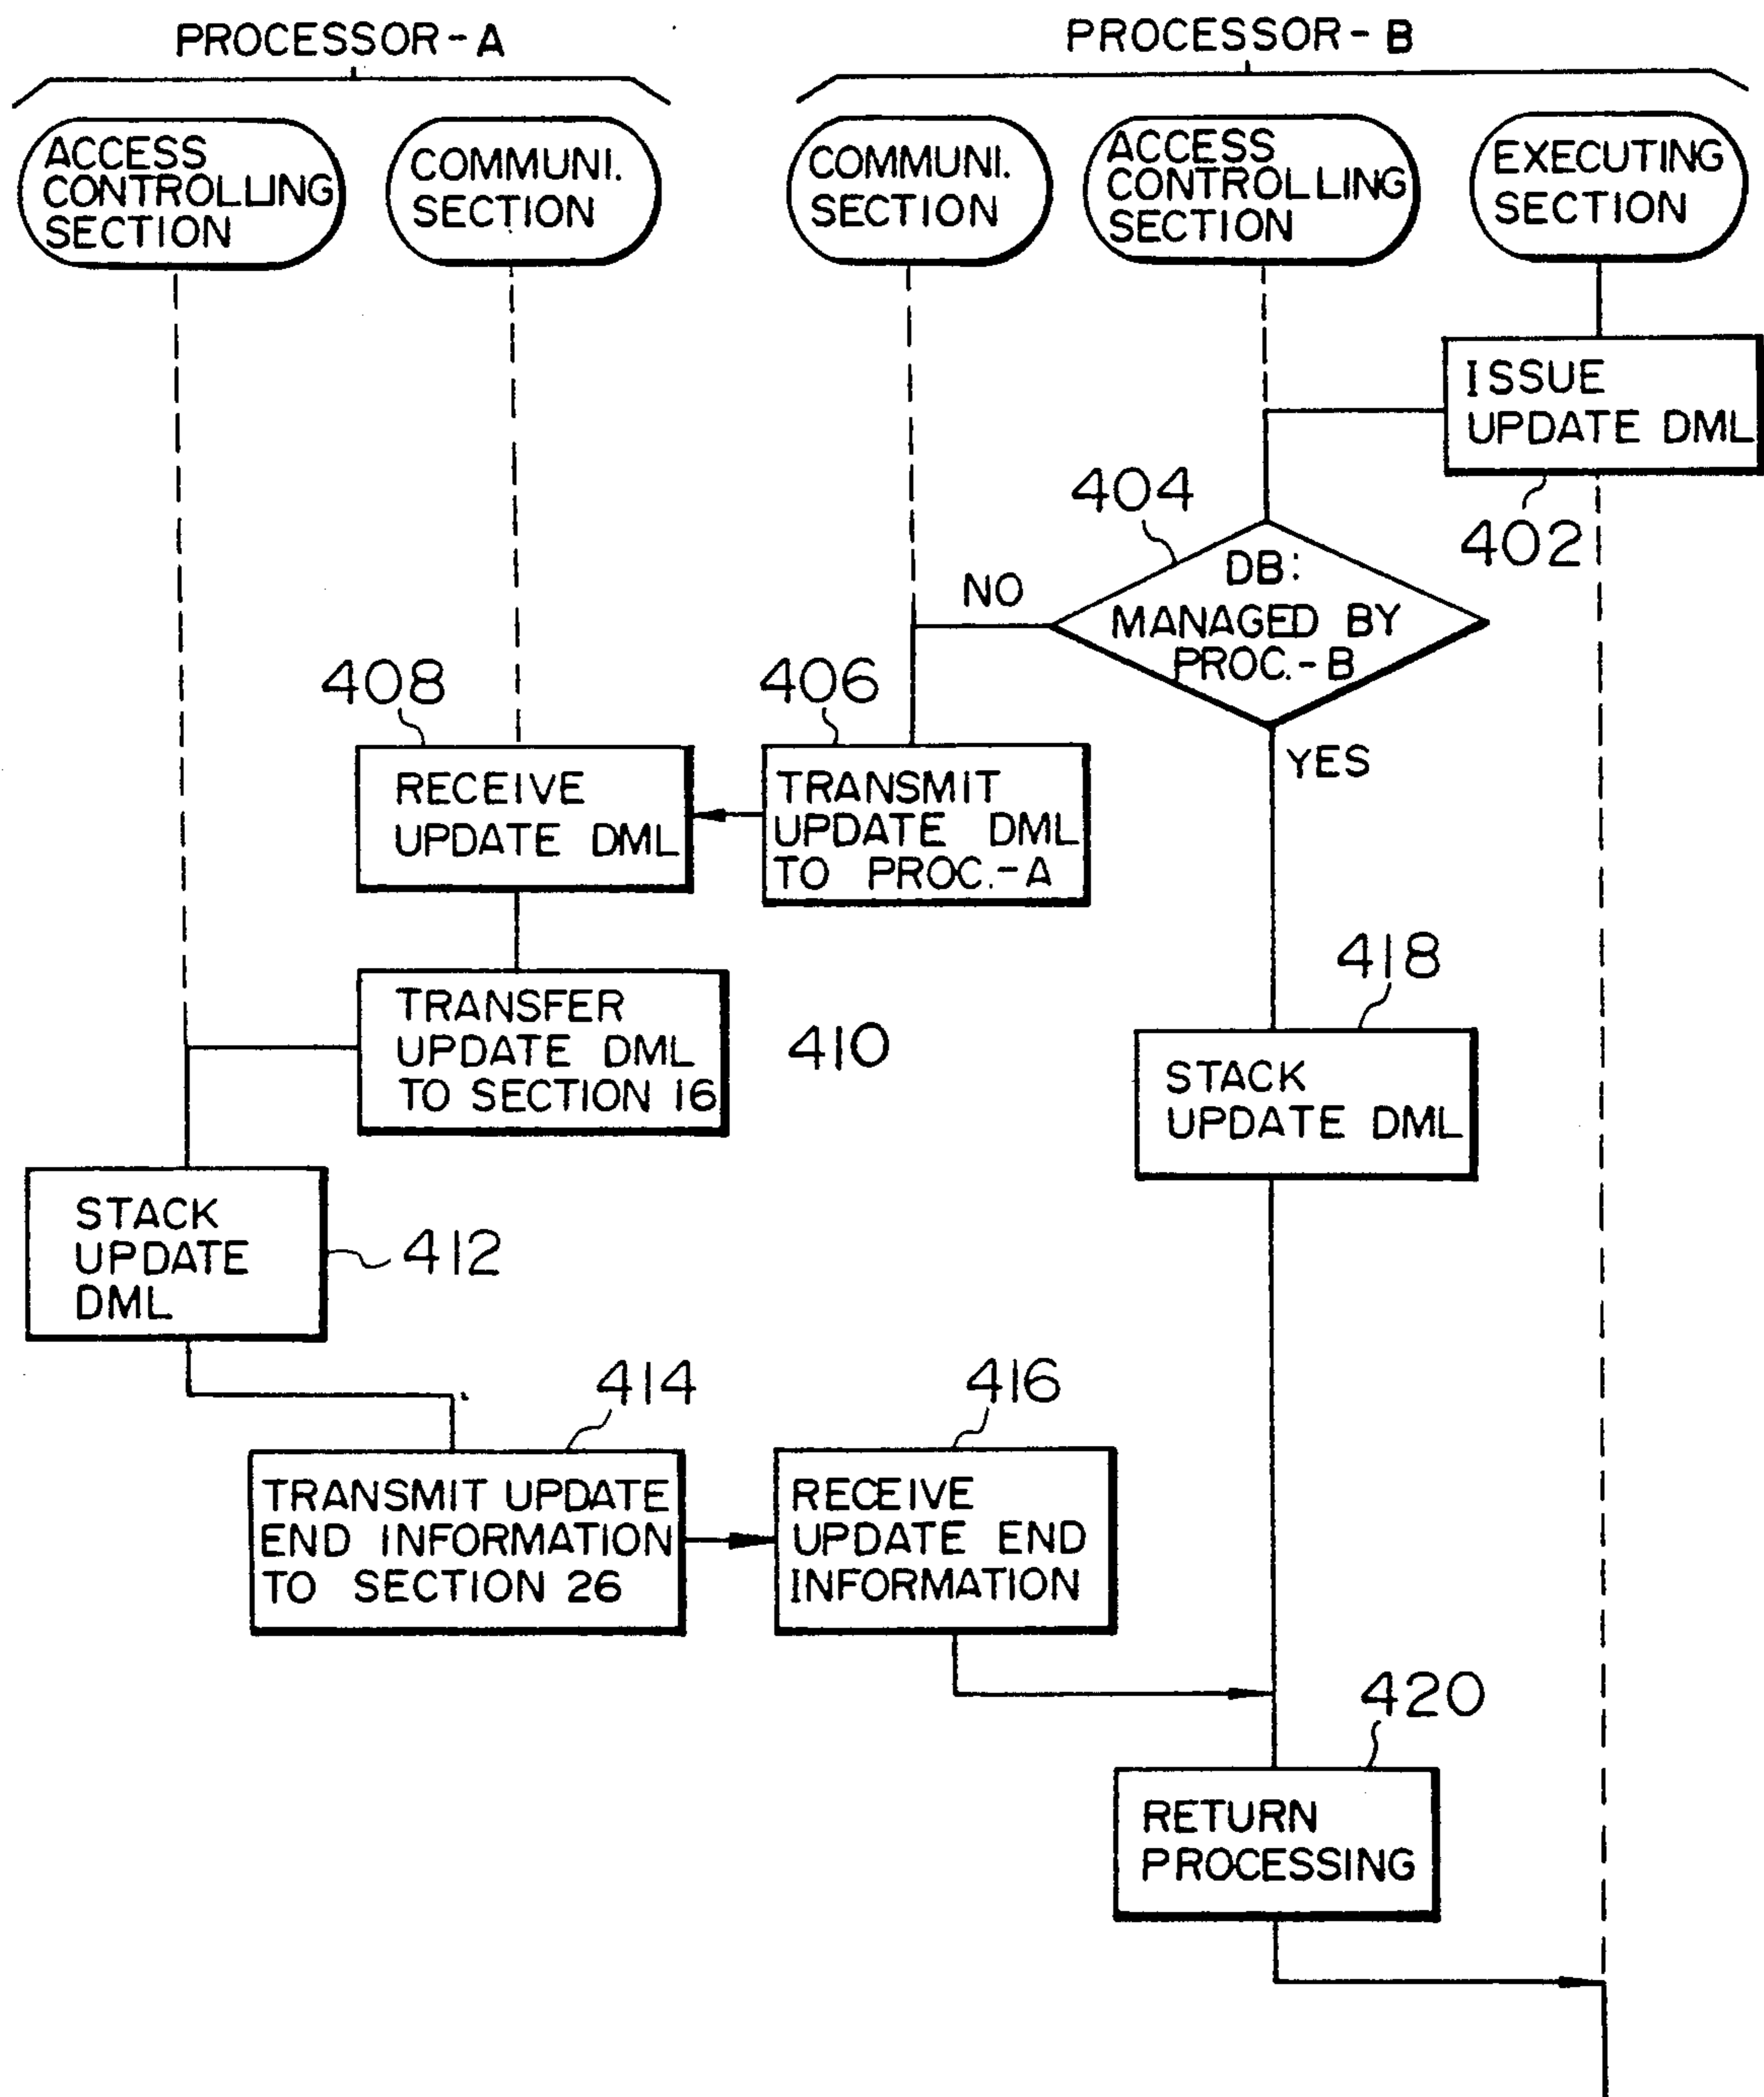 PROCESSOR-A
PROCESSOR-B
ACCESS
CONTROLLING
SECTION
COMMUNI.
SECTION
COMMUNI.
SECTION
ACCESS
CONTROLLING
SECTION
EXECUTING
SECTION
ISSUE
UPDATE DML
402
404
DB:
MANAGED BY
PROC.-B
NO
YES
406
TRANSMIT
UPDATE DML
TO PROC.-A
408
RECEIVE
UPDATE DML
TRANSFER
UPDATE DML
TO SECTION 16
410
418
STACK
UPDATE DML
STACK
UPDATE
DML
412
414
TRANSMIT UPDATE
END INFORMATION
TO SECTION 26
416
RECEIVE
UPDATE END
INFORMATION
420
RETURN
PROCESSING